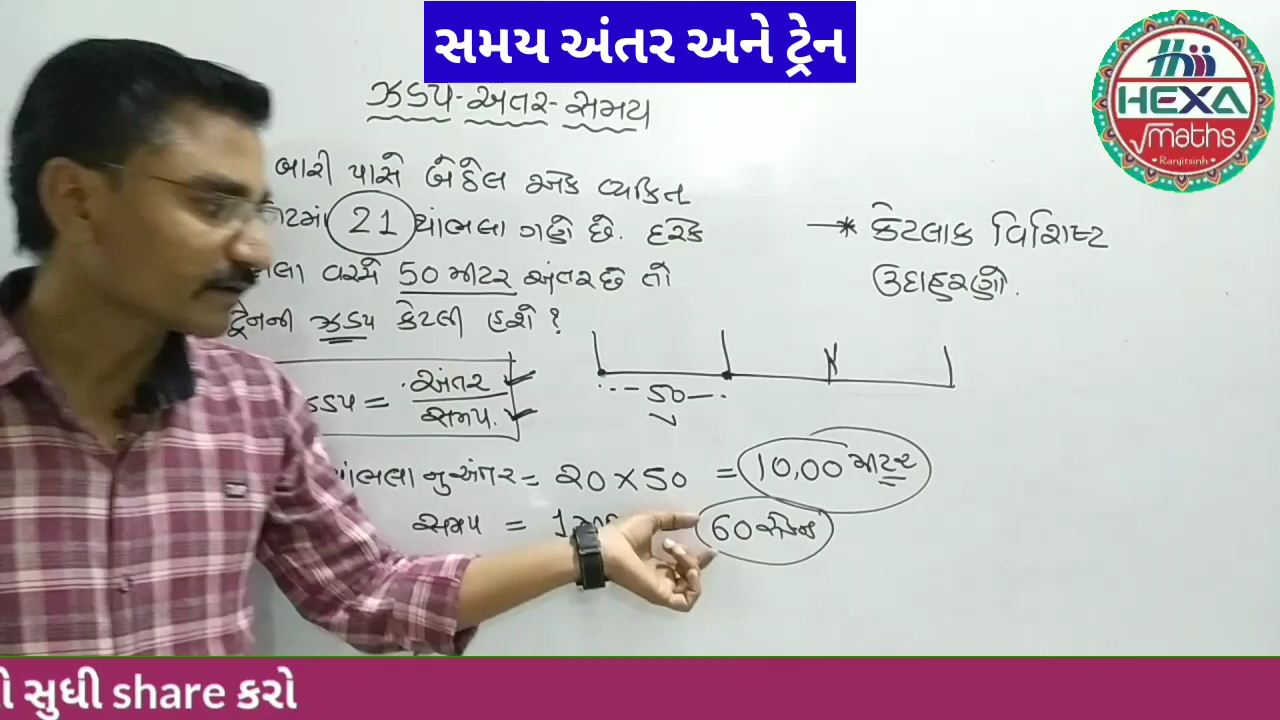 સમય અંતર અને ટ્રેન
HEXA
maths
Ranjitsinh
ઝડપ-અંતર-સમય
બારી પાસે બેઠેલ એક વ્યકિત
21 થાંભલા ગણે છે. દરેક
વચ્ચે 50 મીટર અંતર છે તો
ટ્રેનની ઝડપ કેટલી હશે ?
→* કેટલાક વિશિષ્ટ
ઉદાહરણો.
= અંતર
સમય.
50
અંતર = 20 × 50 = 10,00 મીટર
સમય = 1 60 સેકન્ડ
સુધી share કરો